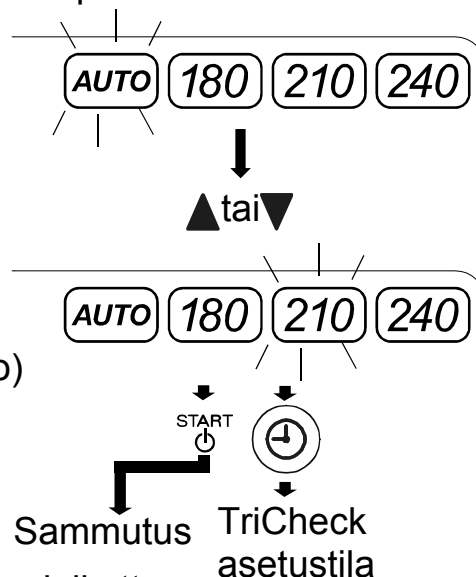 AUTO 180 210 240
▲tai▼
AUTO 180 210 240
o)
START
Sammutus
TriCheck
asetustila